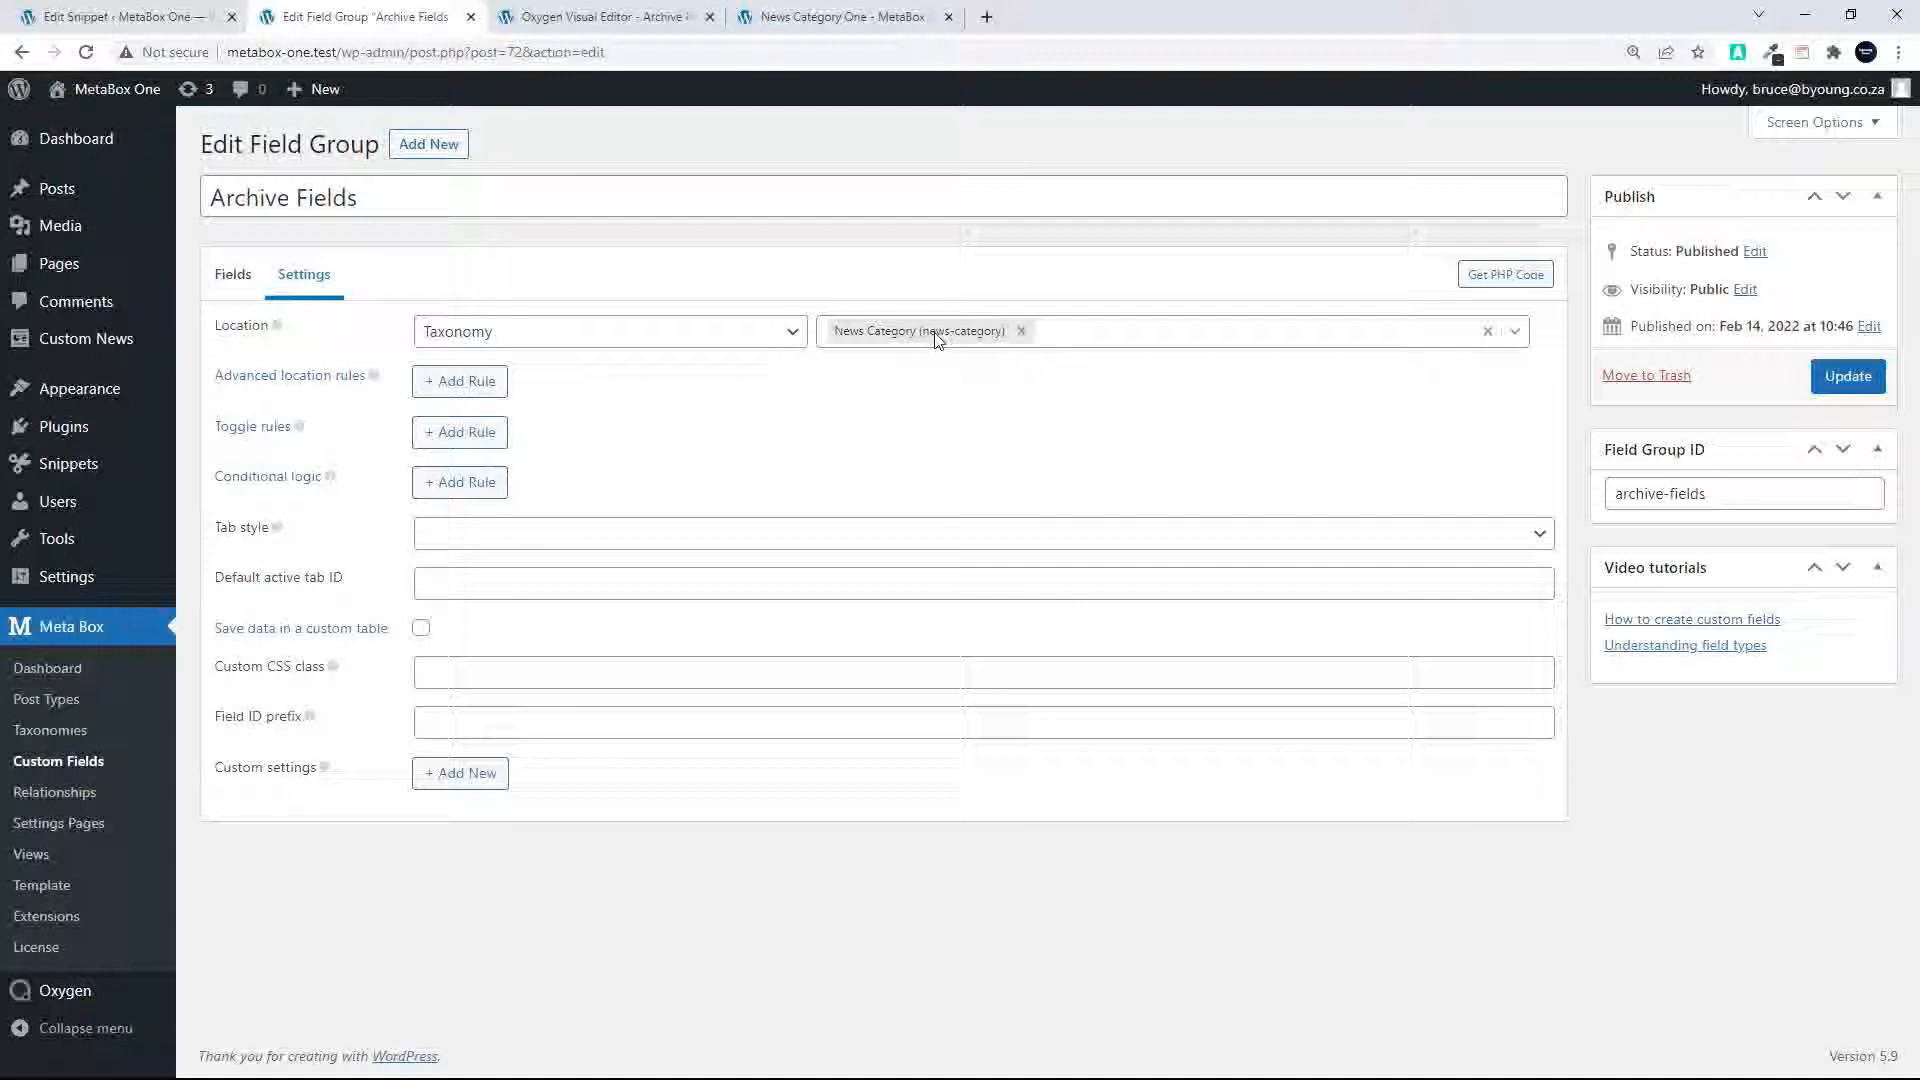 Edit Snippet ‹ MetaBox One —
Edit Field Group "Archive Fields
Oxygen Visual Editor - Archive
News Category One - MetaBox
Not secure
metabox-one.test/wp-admin/post.php?post=72&action=edit
MetaBox One
3
0
New
Howdy, bruce@byoung.co.za
Screen Options
Dashboard
Posts
Media
Pages
Comments
Custom News
Appearance
Plugins
Snippets
Users
Tools
Settings
Meta Box
Dashboard
Post Types
Taxonomies
Custom Fields
Relationships
Settings Pages
Views
Template
Extensions
License
Oxygen
Collapse menu
Edit Field Group
Add New
Archive Fields
Fields
Settings
Get PHP Code
Location
Taxonomy
News Category (news-category)
Advanced location rules
+ Add Rule
Toggle rules
+ Add Rule
Conditional logic
+ Add Rule
Tab style
Default active tab ID
Save data in a custom table
Custom CSS class
Field ID prefix
Custom settings
+ Add New
Publish
Status: Published Edit
Visibility: Public Edit
Published on: Feb 14, 2022 at 10:46 Edit
Move to Trash
Update
Field Group ID
archive-fields
Video tutorials
How to create custom fields
Understanding field types
Thank you for creating with WordPress.
Version 5.9